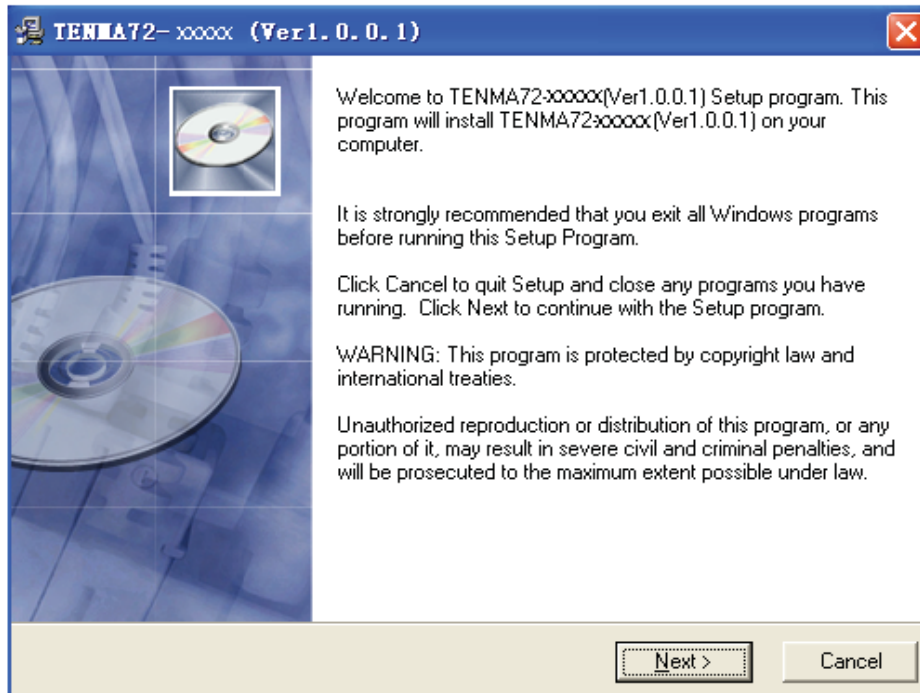 TENMA72-xxxxx (Ver1.0.0.1)
Welcome to TENMA72-xxxxx(Ver1.0.0.1) Setup program. This
program will install TENMA72-xxxxx(Ver1.0.0.1) on your
computer.
It is strongly recommended that you exit all Windows programs
before running this Setup Program.
Click Cancel to quit Setup and close any programs you have
running.  Click Next to continue with the Setup program.
WARNING: This program is protected by copyright law and
international treaties.
Unauthorized reproduction or distribution of this program, or any
portion of it, may result in severe civil and criminal penalties, and
will be prosecuted to the maximum extent possible under law.
Next >
Cancel